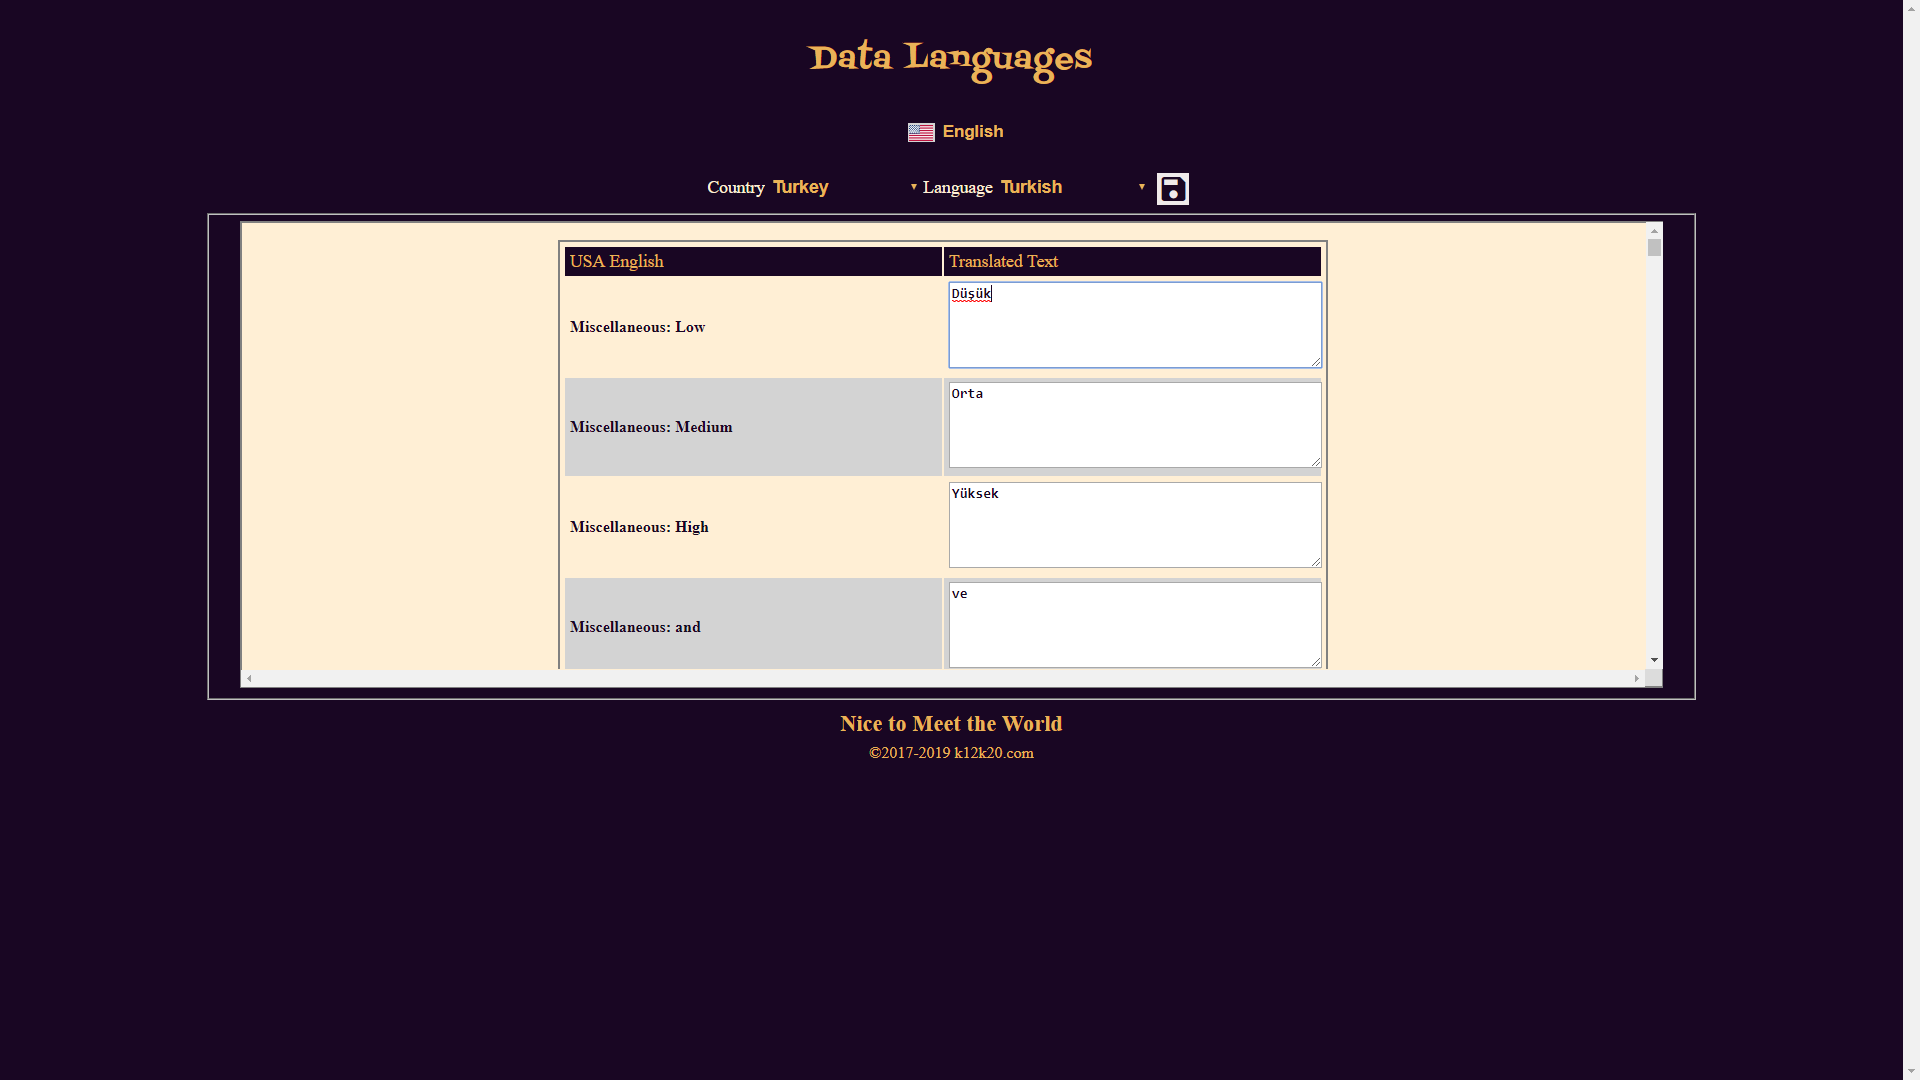 Data Languages
English
Country Turkey Language Turkish
USA English Translated Text
Miscellaneous: Low Düşük
Miscellaneous: Medium Orta
Miscellaneous: High Yüksek
Miscellaneous: and ve
Nice to Meet the World
©2017-2019 k12k20.com